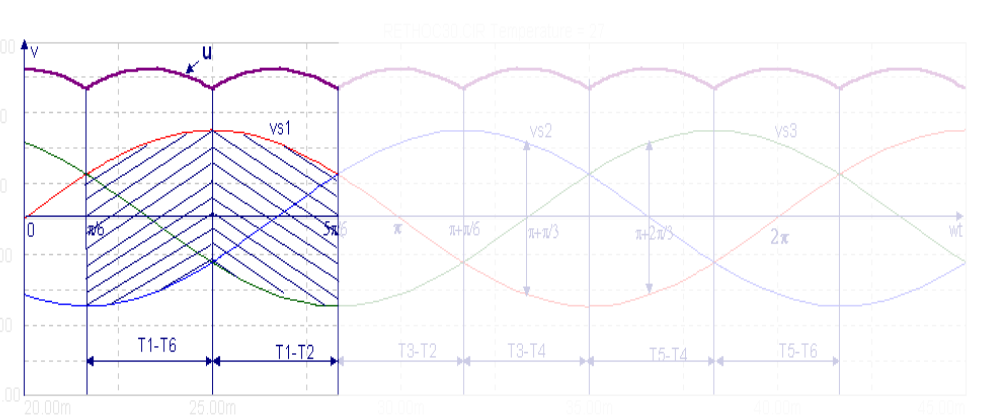 v
u
vs1
vs2
vs3
0
π/6
5π/6
π
π+π/6
π+π/3
π+2π/3
2π
wt
T1-T6
T1-T2
T3-T2
T3-T4
T5-T4
T5-T6
20.00m
25.00m
30.00m
35.00m
40.00m
45.00m